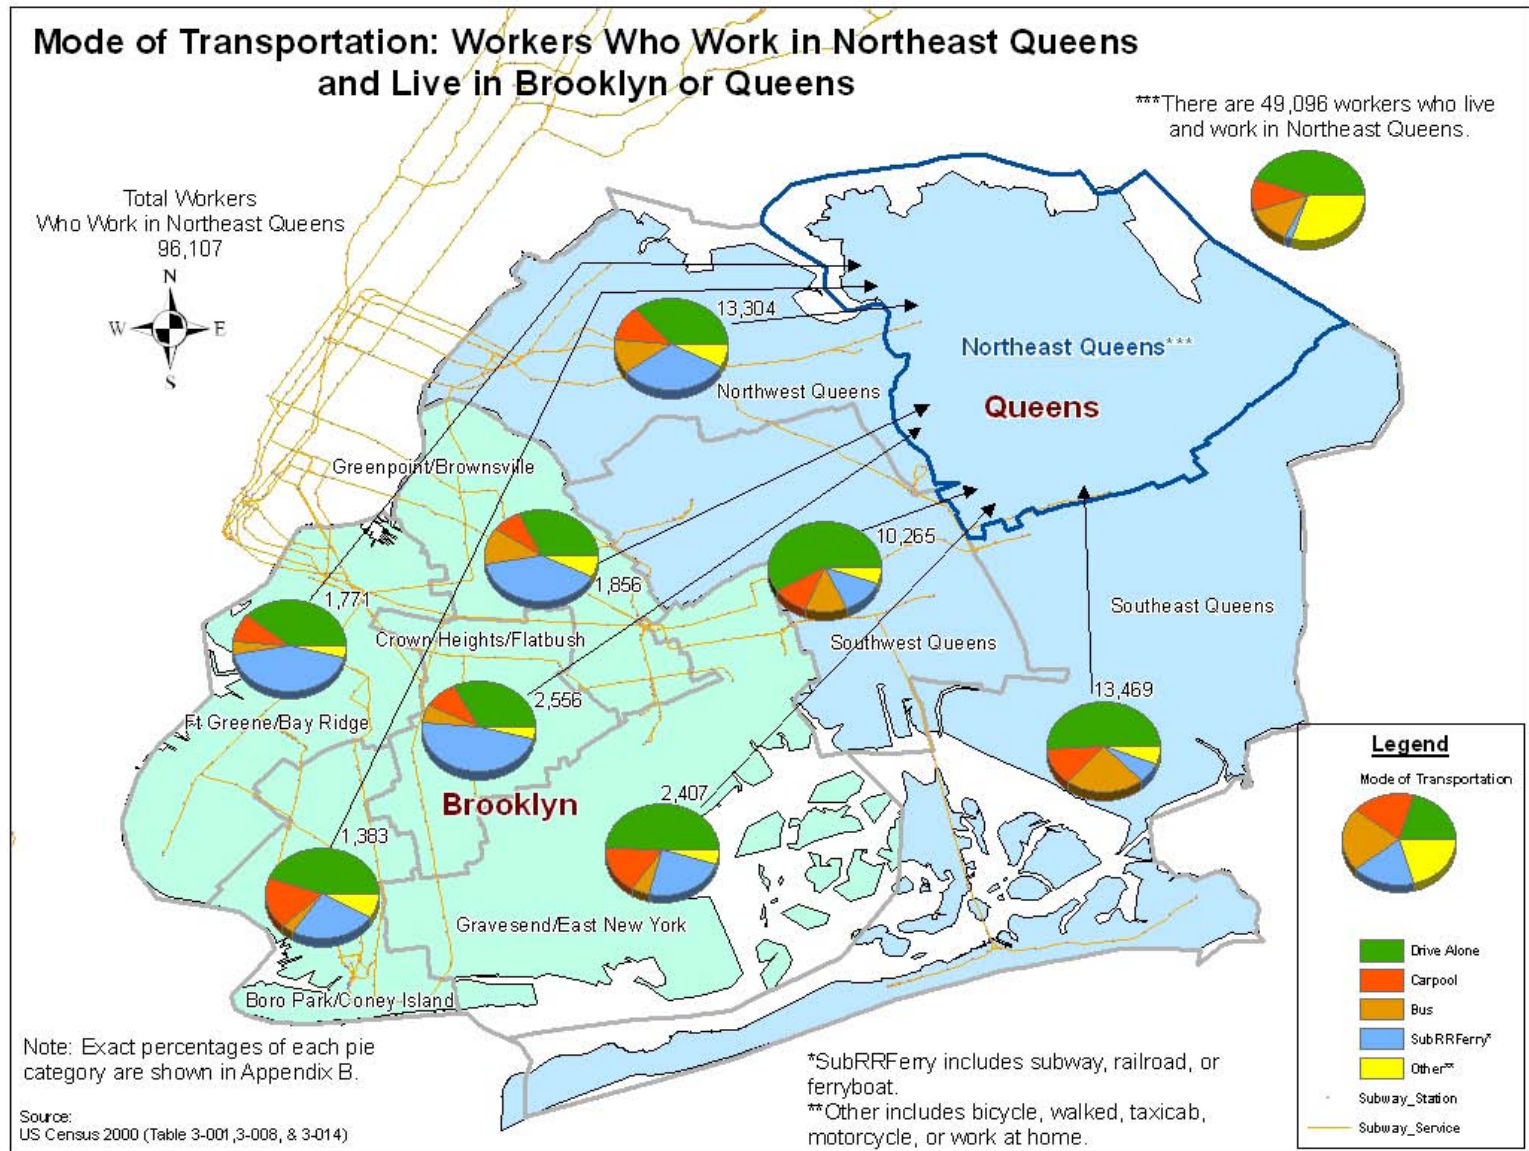 Mode of Transportation: Workers Who Work in Northeast Queens
and Live in Brooklyn or Queens
***There are 49,096 workers who live
and work in Northeast Queens.
Total Workers
Who Work in Northeast Queens
96,107
N
W
E
S
13,304
Northeast Queens***
Northwest Queens
Queens
Greenpoint/Brownsville
10,265
1,856
1,771
Southeast Queens
Crown Heights/Flatbush
Southwest Queens
13,469
2,556
Ft Greene/Bay Ridge
Brooklyn
2,407
1,383
Gravesend/East New York
Boro Park/Coney Island
Legend
Mode of Transportation
Drive Alone
Carpool
Bus
SubRRFerry*
Other**
Subway_Station
Subway_Service
Note: Exact percentages of each pie
category are shown in Appendix B.
Source:
US Census 2000 (Table 3-001,3-008, & 3-014)
*SubRRFerry includes subway, railroad, or
ferryboat.
**Other includes bicycle, walked, taxicab,
motorcycle, or work at home.